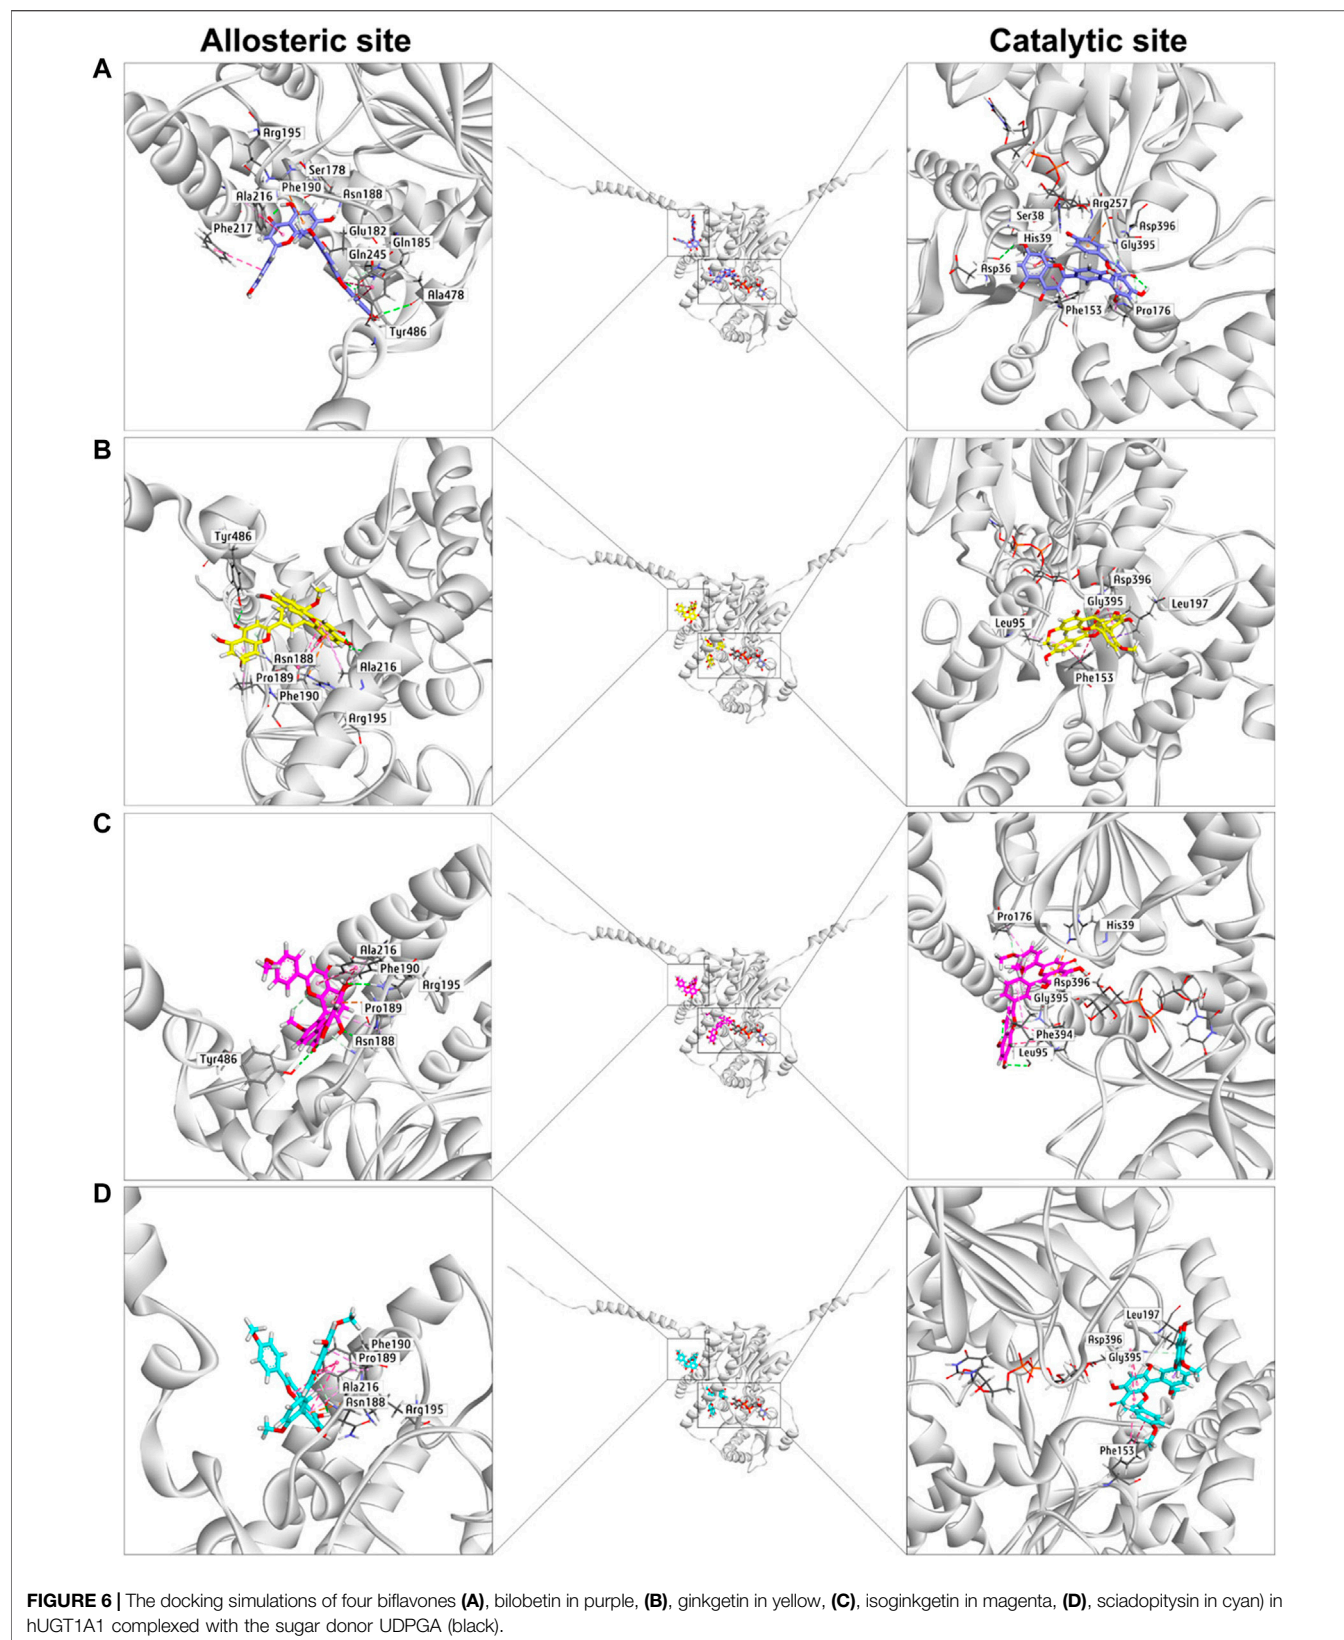 Allosteric site
Catalytic site
A
Arg195
Ser178
Phe190
Ala216
Asn188
Phe217
Glu182
Gln185
Gln245
Ala478
Tyr486
Arg257
Ser38
Asp396
His39
Gly395
Asp36
Phe153
Pro176
B
Tyr486
Asn188
Ala216
Pro189
Phe190
Arg195
Asp396
Gly395
Leu197
Leu95
Phe153
C
Ala216
Phe190
Arg195
Pro189
Asn188
Tyr486
Pro176
His39
Asp396
Gly395
Phe394
Leu95
D
Phe190
Pro189
Ala216
Asn188
Arg195
Leu197
Asp396
Gly395
Phe153
FIGURE 6 | The docking simulations of four biflavones (A), bilobetin in purple, (B), ginkgetin in yellow, (C), isoginkgetin in magenta, (D), sciadopitysin in cyan) in
hUGT1A1 complexed with the sugar donor UDPGA (black).